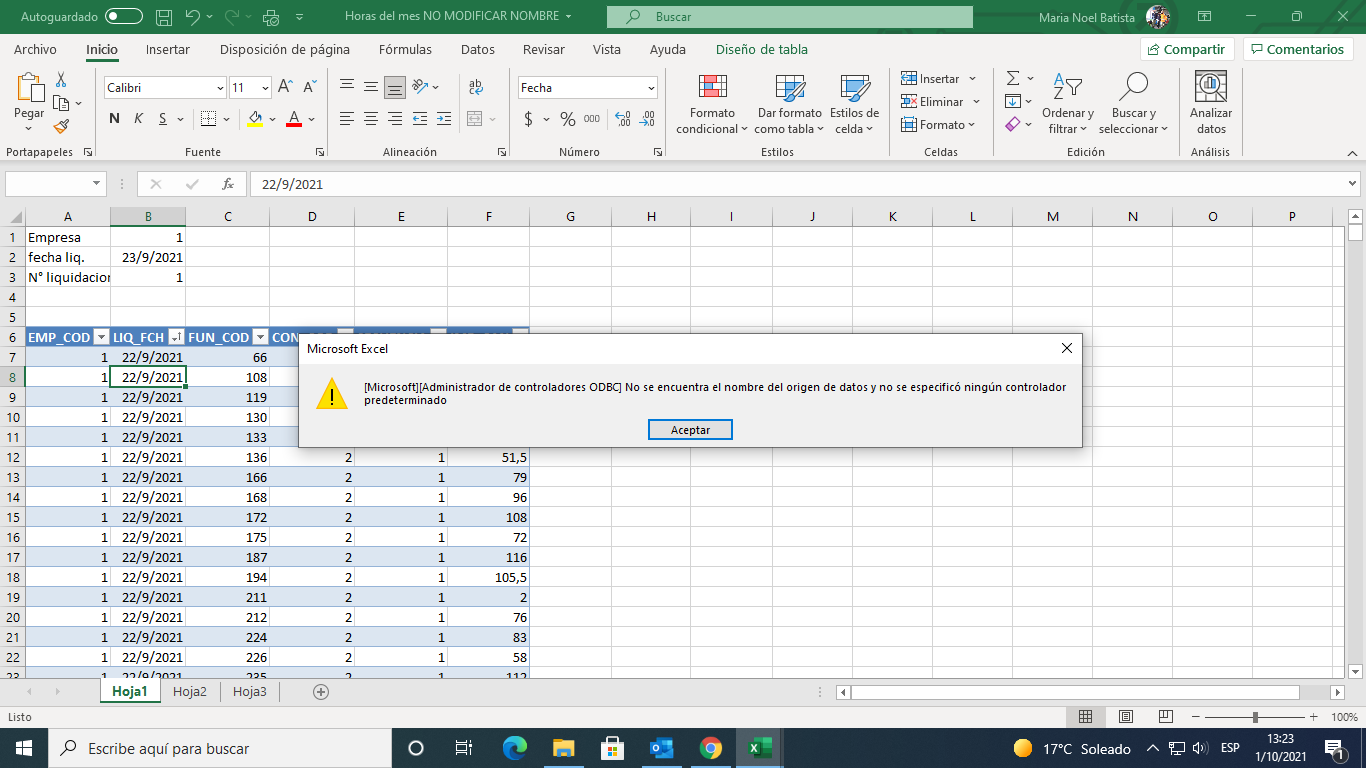 Autoguardado
Horas del mes NO MODIFICAR NOMBRE
Buscar
Maria Noel Batista
Archivo Inicio Insertar Disposición de página Fórmulas Datos Revisar Vista Ayuda Diseño de tabla
Compartir Comentarios
Pegar
Portapapeles
Calibri 11
N K S
Fuente
ab
Alineación
Fecha
$ % 000
Número
Formato condicional
Dar formato como tabla
Estilos de celda
Estilos
Insertar
Eliminar
Formato
Celdas
Ordenar y filtrar
Buscar y seleccionar
Edición
Analizar datos
Análisis
fx 22/9/2021
A B C D E F G H I J K L M N O P
1 Empresa 1
2 fecha liq. 23/9/2021
3 N° liquidacion 1
4
5
6 EMP_COD LIQ_FCH FUN_COD CON
7 1 22/9/2021 66
8 1 22/9/2021 108
9 1 22/9/2021 119
10 1 22/9/2021 130
11 1 22/9/2021 133
12 1 22/9/2021 136 2 1 51,5
13 1 22/9/2021 166 2 1 79
14 1 22/9/2021 168 2 1 96
15 1 22/9/2021 172 2 1 108
16 1 22/9/2021 175 2 1 72
17 1 22/9/2021 187 2 1 116
18 1 22/9/2021 194 2 1 105,5
19 1 22/9/2021 211 2 1 2
20 1 22/9/2021 212 2 1 76
21 1 22/9/2021 224 2 1 83
22 1 22/9/2021 226 2 1 58
23 1 22/9/2021 235 2 1 112
Microsoft Excel
[Microsoft][Administrador de controladores ODBC] No se encuentra el nombre del origen de datos y no se especificó ningún controlador
predeterminado
Aceptar
Hoja1 Hoja2 Hoja3
Listo
100%
Escribe aquí para buscar
17°C Soleado
ESP
13:23
1/10/2021
1